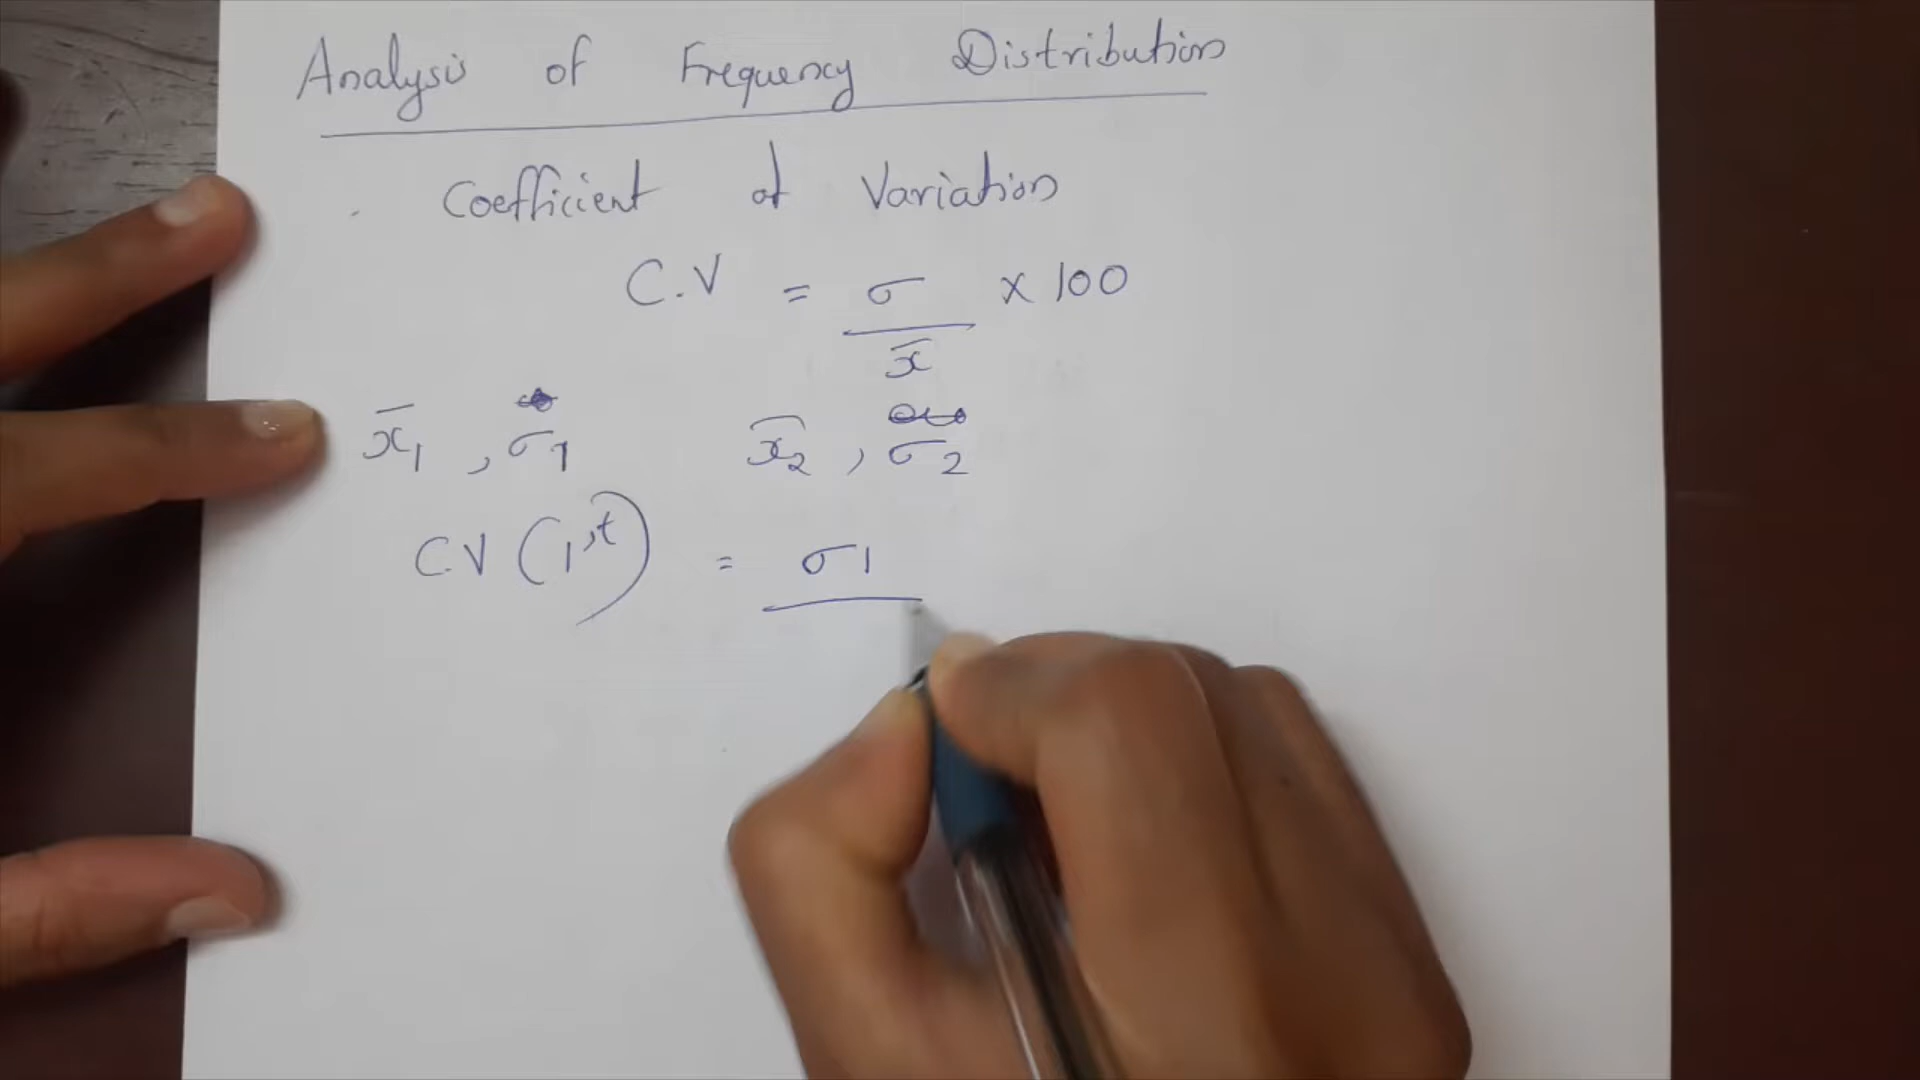 Analysis of Frequency Distribution
Coefficient of Variation
C.V = σ × 100
x̄
x̄₁ , σ₁ x̄₂ , σ₂
C.V (1st) = σ1